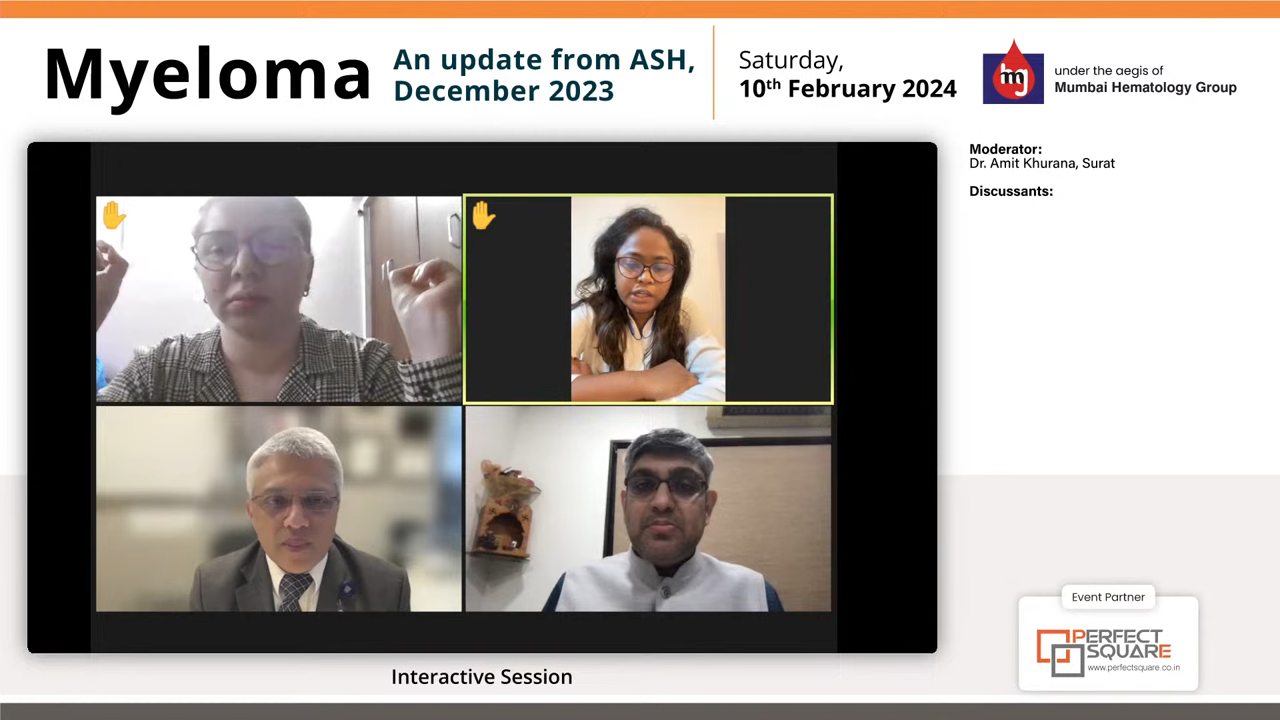 Myeloma
An update from ASH,
December 2023
Saturday,
10th February 2024
mg
under the aegis of
Mumbai Hematology Group
Moderator:
Dr. Amit Khurana, Surat
Discussants:
Interactive Session
Event Partner
PERFECT
SQUARE
www.perfectsquare.co.in